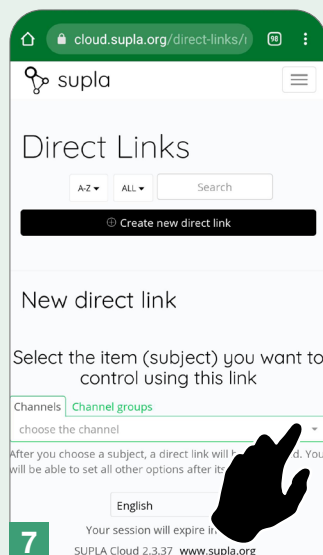 cloud.supla.org/direct-links/
98
supla
Direct Links
A-Z
ALL
Search
Create new direct link
New direct link
Select the item (subject) you want to
control using this link
Channels
Channel groups
choose the channel
After you choose a subject, a direct link will d. You
will be able to set all other options after its
English
Your session will expire in
SUPLA Cloud 2.3.37 www.supla.org
7